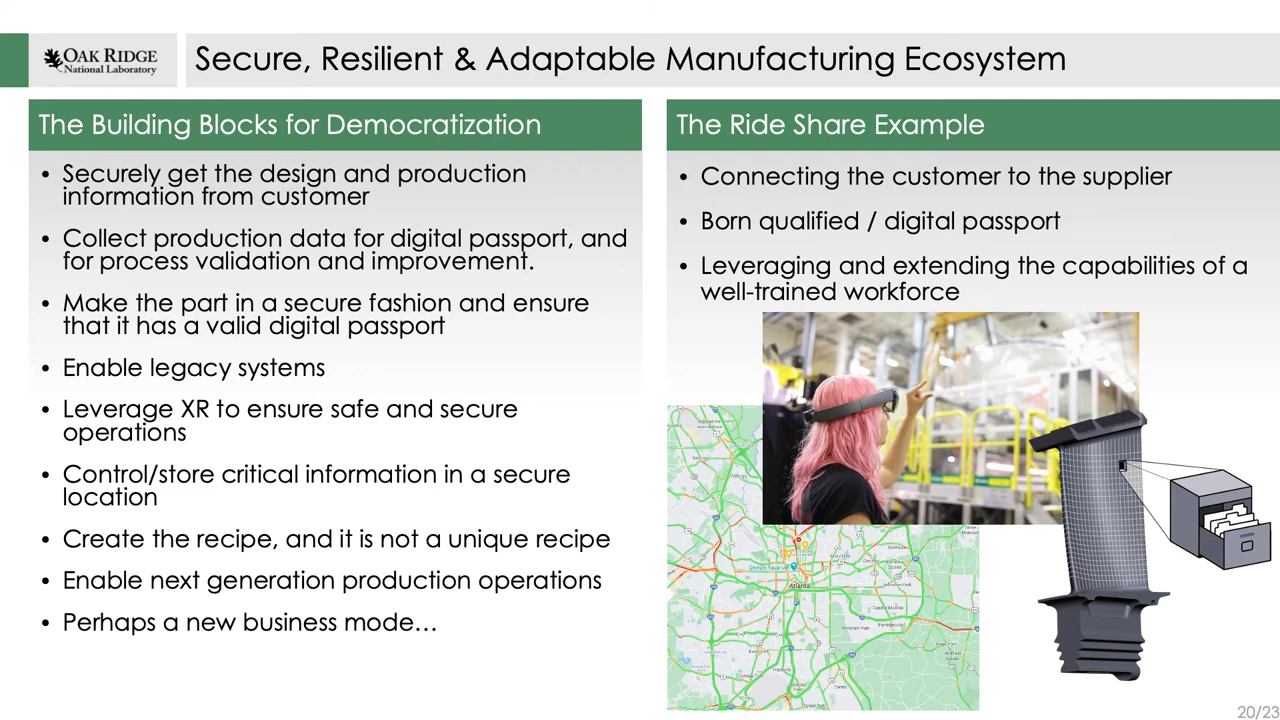 OAK RIDGE
National Laboratory
Secure, Resilient & Adaptable Manufacturing Ecosystem
The Building Blocks for Democratization
• Securely get the design and production
information from customer
• Collect production data for digital passport, and
for process validation and improvement.
• Make the part in a secure fashion and ensure
that it has a valid digital passport
• Enable legacy systems
• Leverage XR to ensure safe and secure
operations
• Control/store critical information in a secure
location
• Create the recipe, and it is not a unique recipe
• Enable next generation production operations
• Perhaps a new business mode…
The Ride Share Example
• Connecting the customer to the supplier
• Born qualified / digital passport
• Leveraging and extending the capabilities of a
well-trained workforce
Atlanta
20/23